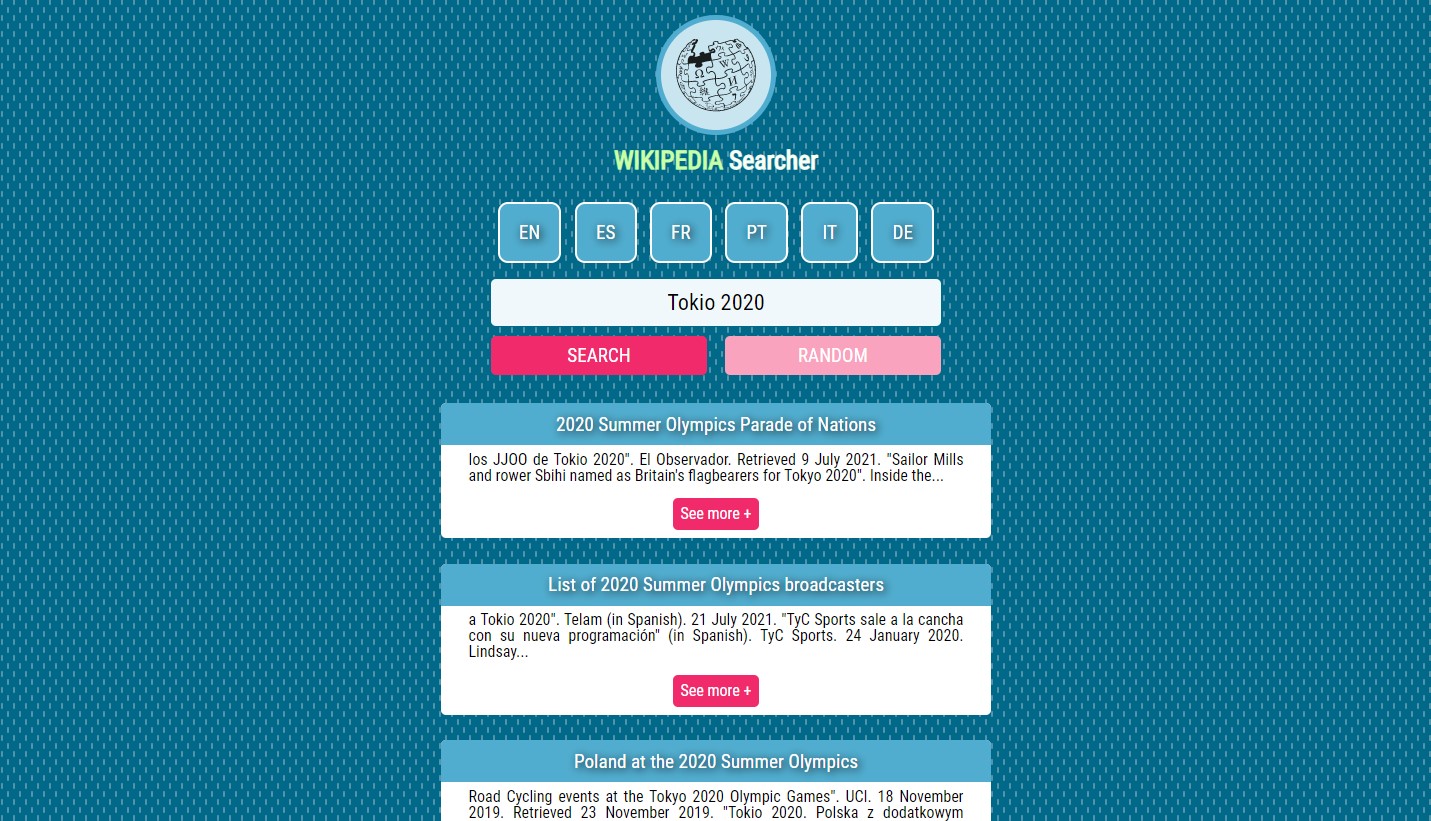 WIKIPEDIA Searcher
EN ES FR PT IT DE
Tokio 2020
SEARCH RANDOM
2020 Summer Olympics Parade of Nations
los JJOO de Tokio 2020". El Observador. Retrieved 9 July 2021. "Sailor Mills
and rower Sbihi named as Britain's flagbearers for Tokyo 2020". Inside the...
See more +
List of 2020 Summer Olympics broadcasters
a Tokio 2020". Telam (in Spanish). 21 July 2021. "TyC Sports sale a la cancha
con su nueva programación" (in Spanish). TyC Sports. 24 January 2020.
Lindsay...
See more +
Poland at the 2020 Summer Olympics
Road Cycling events at the Tokyo 2020 Olympic Games". UCI. 18 November
2019. Retrieved 23 November 2019. "Tokio 2020. Polska z dodatkowym